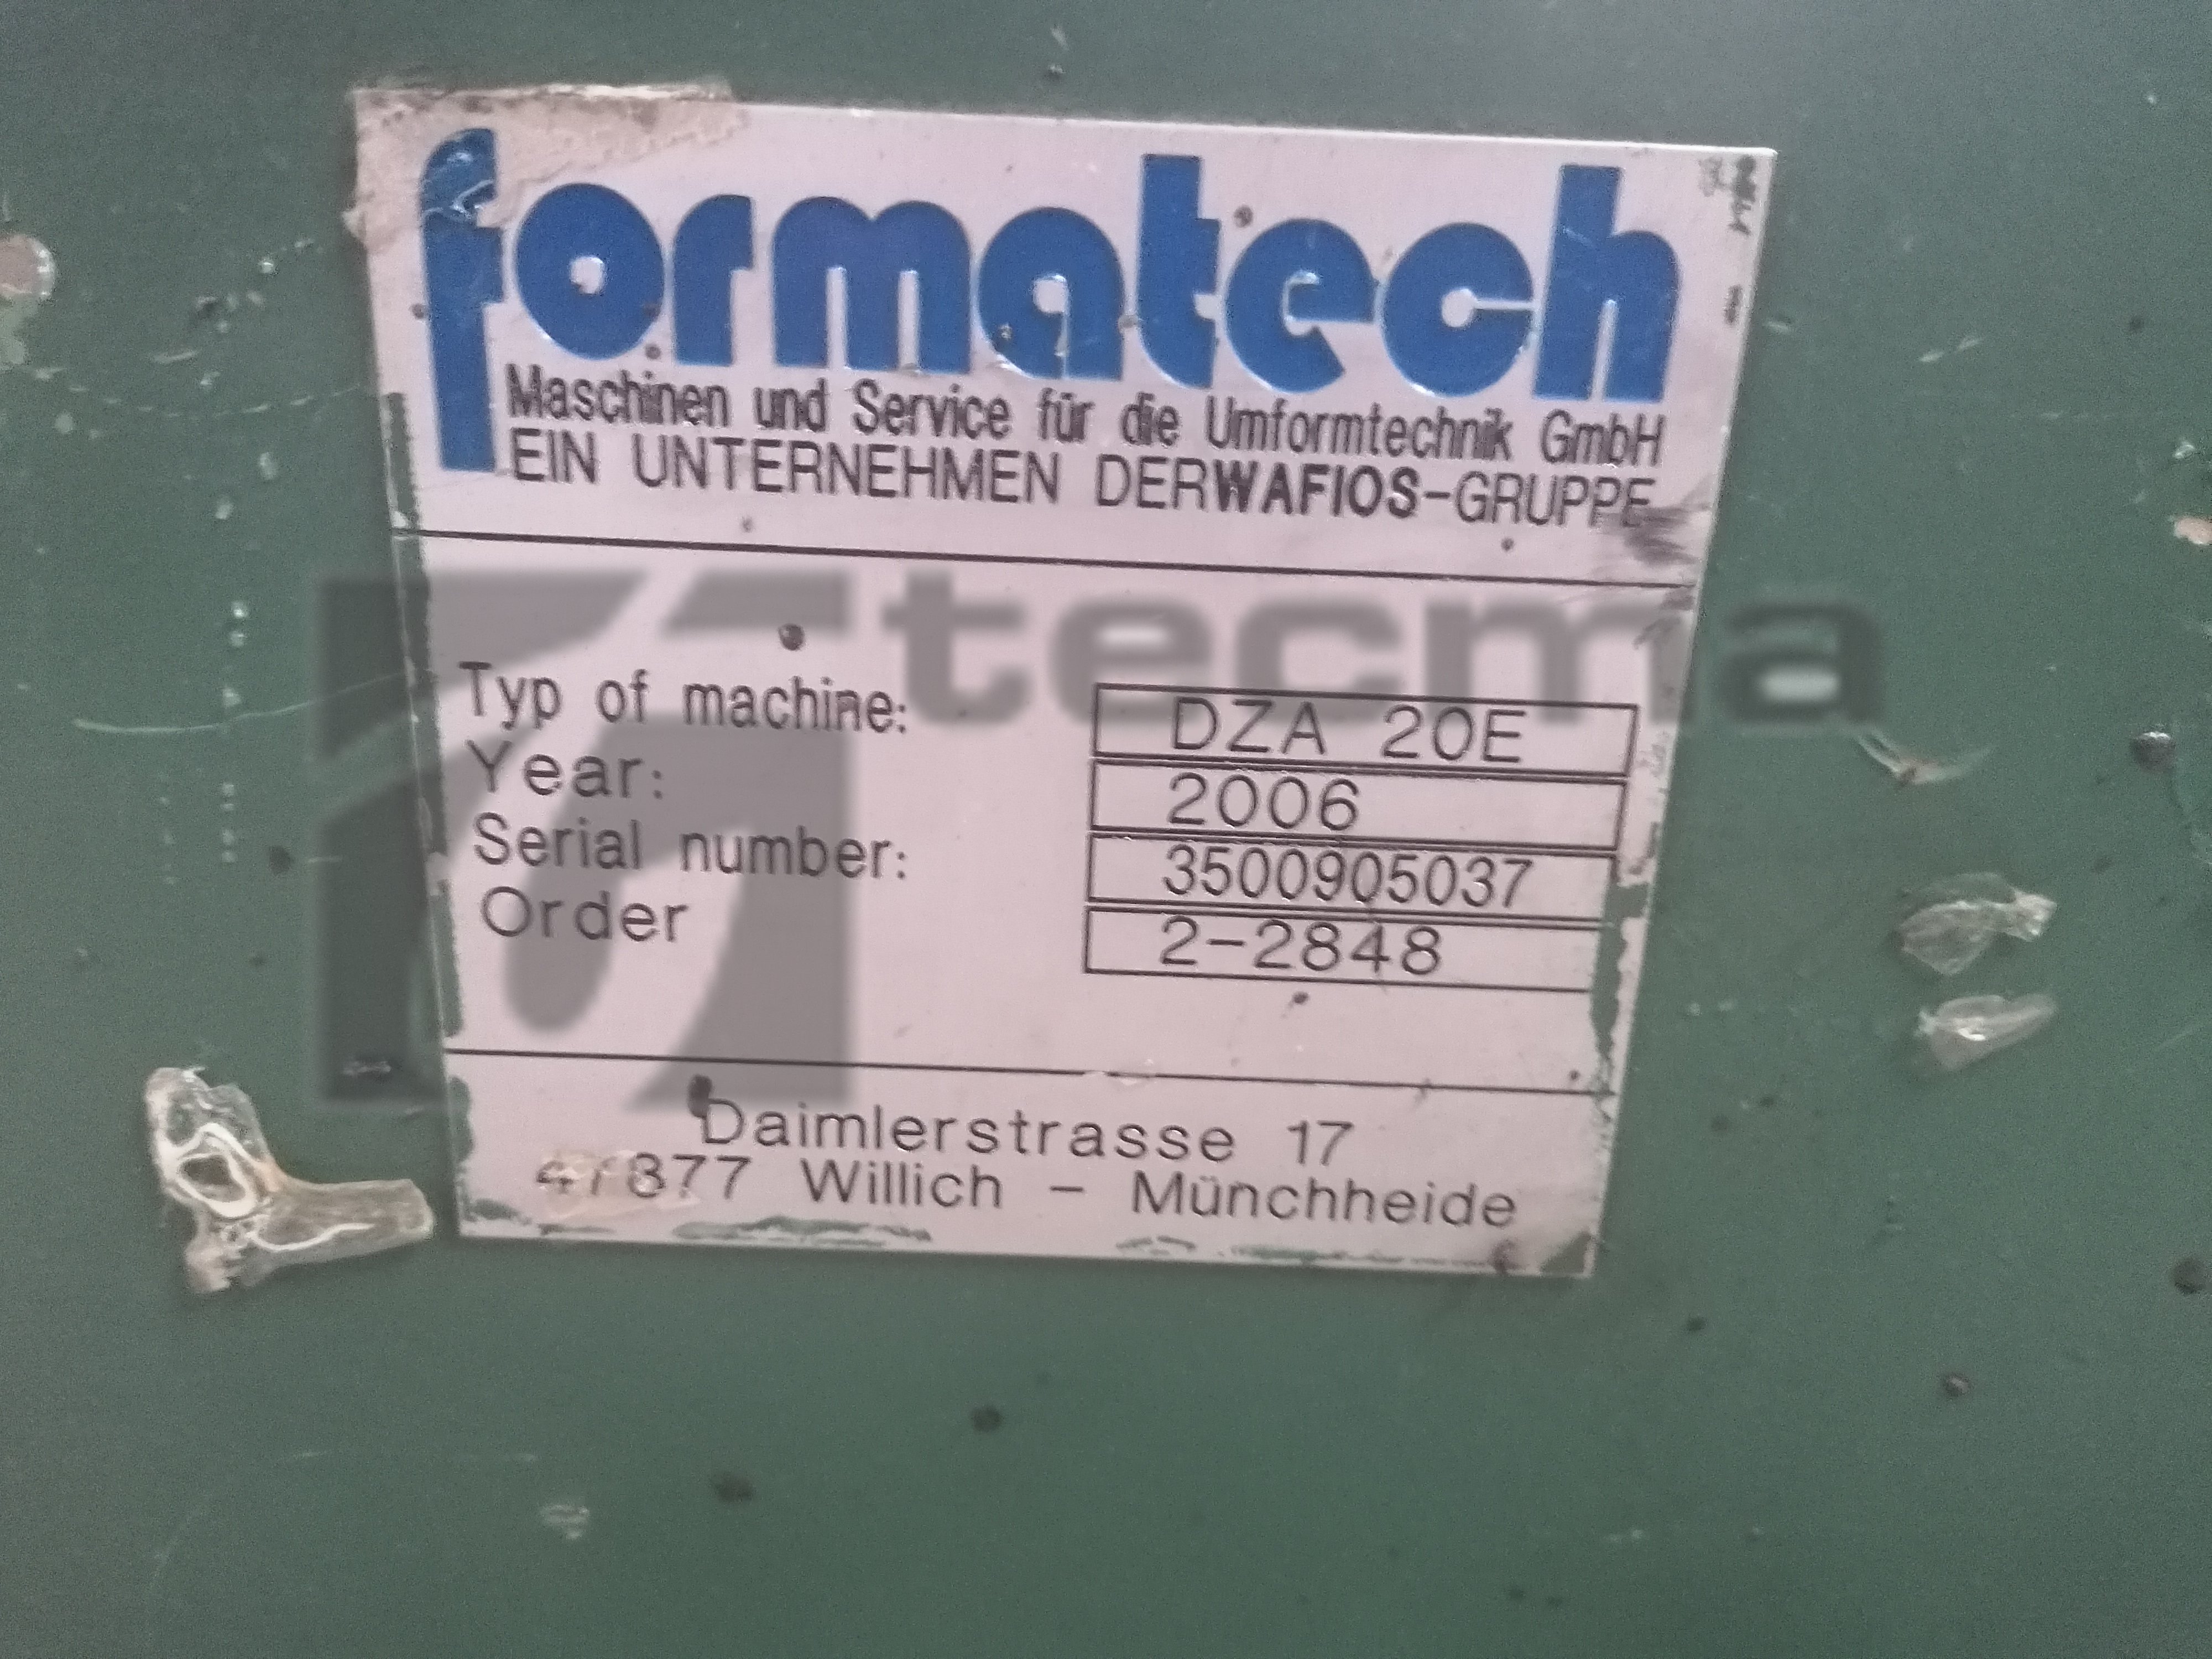 formatech
Maschinen und Service für die Umformtechnik GmbH
EIN UNTERNEHMEN DERWAFIOS-GRUPPE
tecma
Typ of machine: DZA 20E
Year: 2006
Serial number: 3500905037
Order 2-2848
Daimlerstrasse 17
47877 Willich - Münchheide